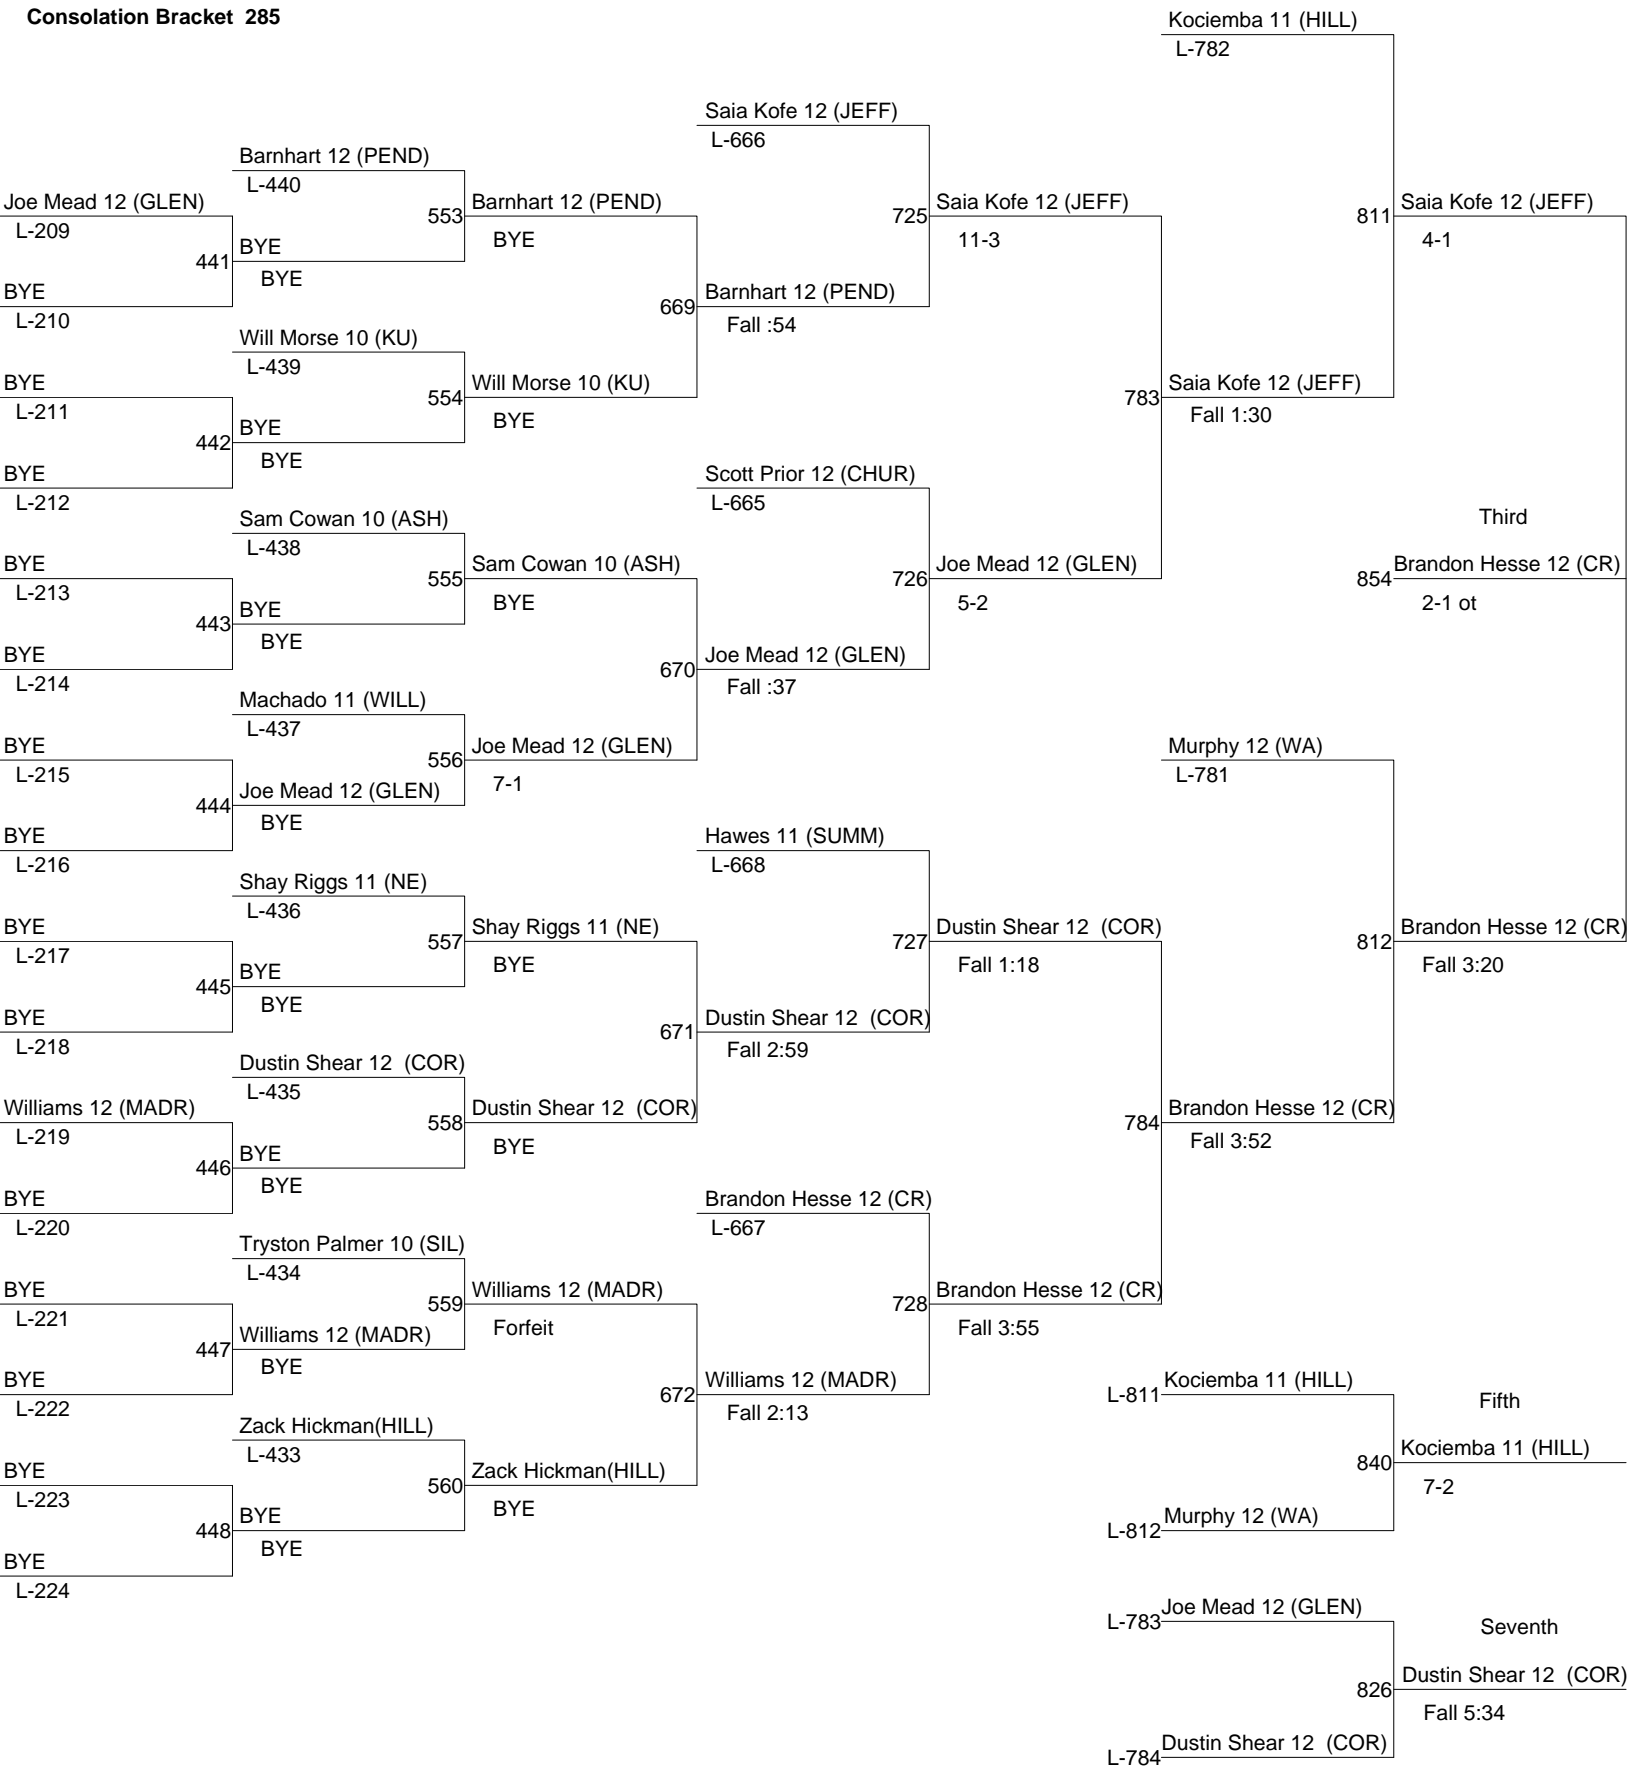 Consolation Bracket 285
Joe Mead 12 (GLEN)
L-209
441
BYE
L-210
BYE
L-211
442
BYE
L-212
BYE
L-213
443
BYE
L-214
BYE
L-215
444
BYE
L-216
BYE
L-217
445
BYE
L-218
Williams 12 (MADR)
L-219
446
BYE
L-220
BYE
L-221
447
BYE
L-222
BYE
L-223
448
BYE
L-224
Barnhart 12 (PEND)
L-440
553
BYE
BYE
Will Morse 10 (KU)
L-439
554
BYE
BYE
Sam Cowan 10 (ASH)
L-438
555
BYE
BYE
Machado 11 (WILL)
L-437
556
Joe Mead 12 (GLEN)
BYE
Shay Riggs 11 (NE)
L-436
557
BYE
BYE
Dustin Shear 12 (COR)
L-435
558
BYE
BYE
Tryston Palmer 10 (SIL)
L-434
559
Williams 12 (MADR)
BYE
Zack Hickman(HILL)
L-433
560
BYE
BYE
Barnhart 12 (PEND)
BYE
669
Will Morse 10 (KU)
BYE
Sam Cowan 10 (ASH)
BYE
670
Joe Mead 12 (GLEN)
7-1
Shay Riggs 11 (NE)
BYE
671
Dustin Shear 12 (COR)
BYE
Williams 12 (MADR)
Forfeit
672
Zack Hickman(HILL)
BYE
Saia Kofe 12 (JEFF)
L-666
725
Barnhart 12 (PEND)
Fall :54
Scott Prior 12 (CHUR)
L-665
726
Joe Mead 12 (GLEN)
Fall :37
Hawes 11 (SUMM)
L-668
727
Dustin Shear 12 (COR)
Fall 2:59
Brandon Hesse 12 (CR)
L-667
728
Williams 12 (MADR)
Fall 2:13
Saia Kofe 12 (JEFF)
11-3
783
Joe Mead 12 (GLEN)
5-2
Dustin Shear 12 (COR)
Fall 1:18
784
Brandon Hesse 12 (CR)
Fall 3:55
Kociemba 11 (HILL)
L-782
811
Saia Kofe 12 (JEFF)
Fall 1:30
Murphy 12 (WA)
L-781
812
Brandon Hesse 12 (CR)
Fall 3:52
Saia Kofe 12 (JEFF)
4-1
Third
854
Brandon Hesse 12 (CR)
2-1 ot
Brandon Hesse 12 (CR)
Fall 3:20
L-811
Kociemba 11 (HILL)
Fifth
840
Kociemba 11 (HILL)
7-2
L-812
Murphy 12 (WA)
L-783
Joe Mead 12 (GLEN)
Seventh
826
Dustin Shear 12 (COR)
Fall 5:34
L-784
Dustin Shear 12 (COR)